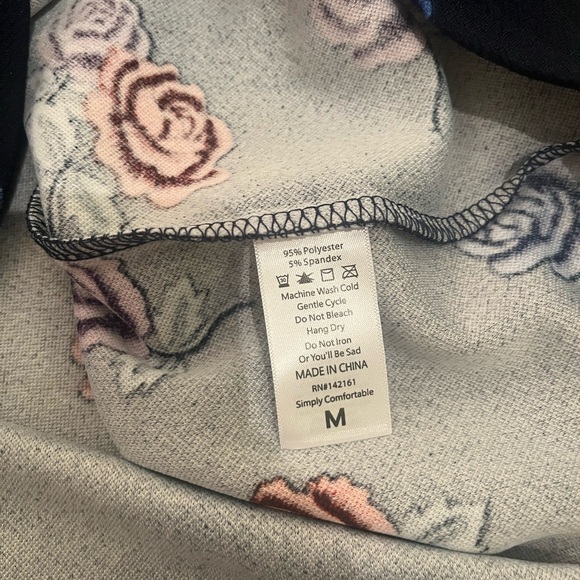 95% Polyester
5% Spandex
30
Machine Wash Cold
Gentle Cycle
Do Not Bleach
Hang Dry
Do Not Iron
Or You'll Be Sad
MADE IN CHINA
RN#142161
Simply Comfortable
M